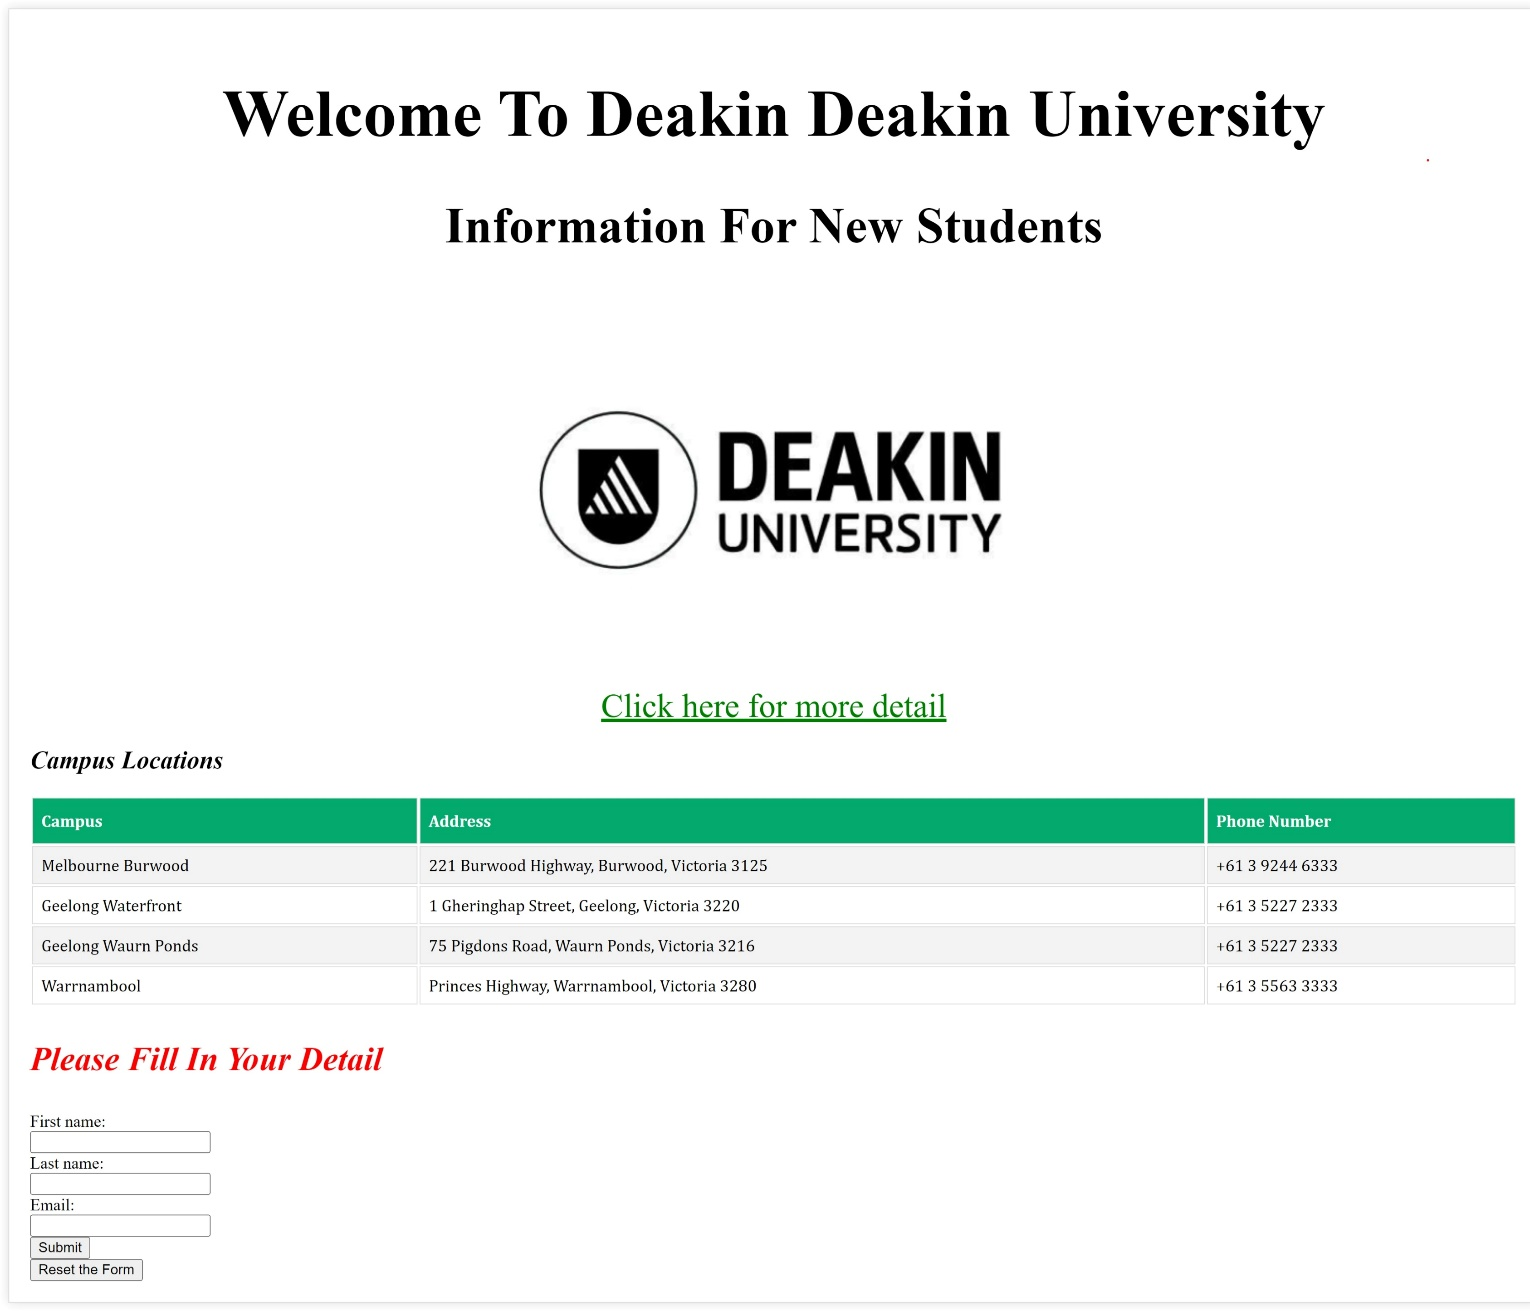 Welcome To Deakin Deakin University
Information For New Students
DEAKIN
UNIVERSITY
Click here for more detail
Campus Locations
Campus Address Phone Number
Melbourne Burwood 221 Burwood Highway, Burwood, Victoria 3125 +61 3 9244 6333
Geelong Waterfront 1 Gheringhap Street, Geelong, Victoria 3220 +61 3 5227 2333
Geelong Waurn Ponds 75 Pigdons Road, Waurn Ponds, Victoria 3216 +61 3 5227 2333
Warrnambool Princes Highway, Warrnambool, Victoria 3280 +61 3 5563 3333
Please Fill In Your Detail
First name:
Last name:
Email:
Submit
Reset the Form